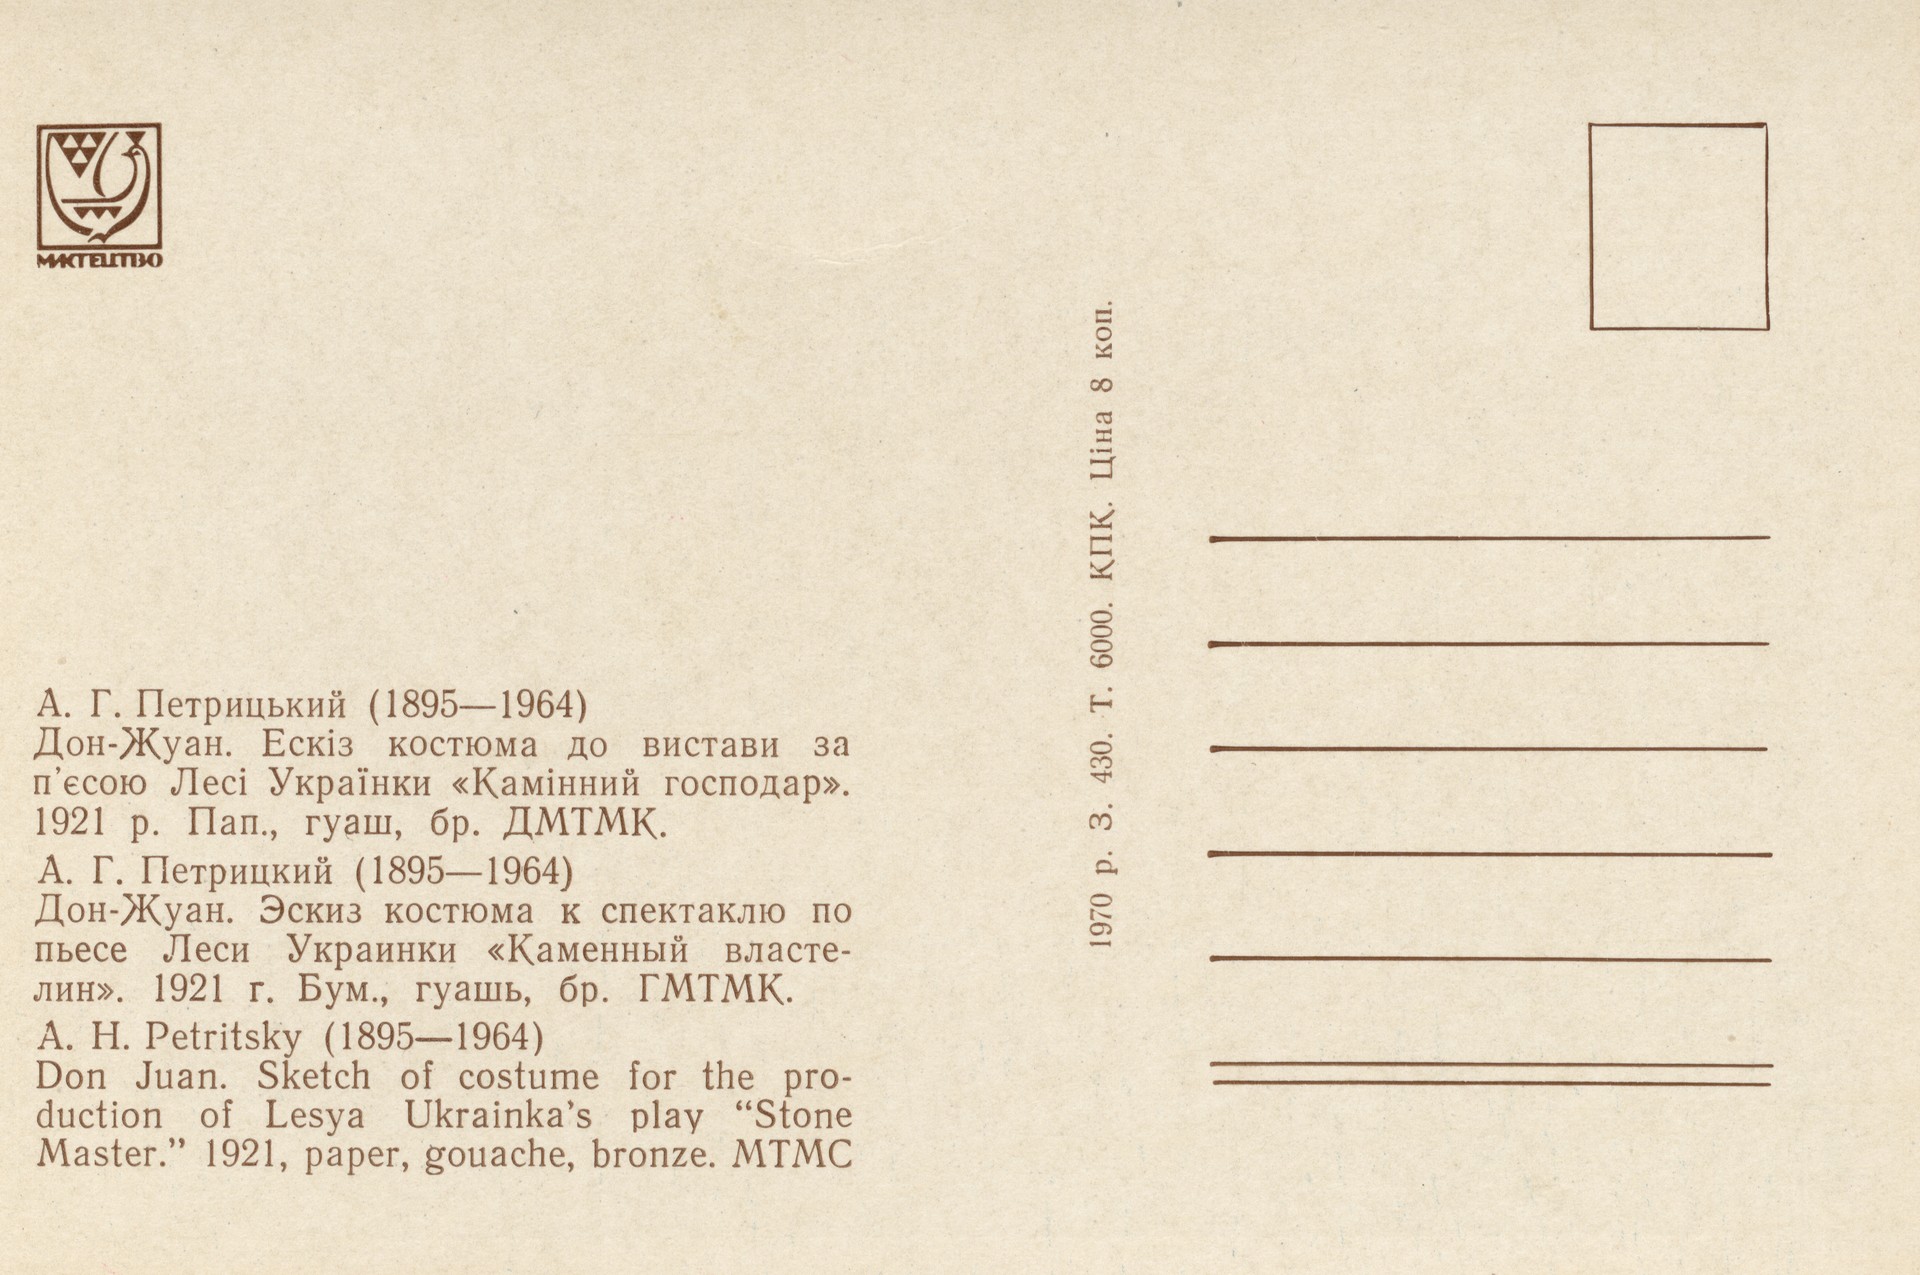 МИСТЕЦТВО
А. Г. Петрицький (1895—1964)
Дон-Жуан. Ескіз костюма до вистави за
п'єсою Лесі Українки «Камінний господар».
1921 р. Пап., гуаш, бр. ДМТМК.
А. Г. Петрицкий (1895—1964)
Дон-Жуан. Эскиз костюма к спектаклю по
пьесе Леси Украинки «Каменный власте-
лин». 1921 г. Бум., гуашь, бр. ГМТМК.
A. H. Petritsky (1895—1964)
Don Juan. Sketch of costume for the pro-
duction of Lesya Ukrainka's play “Stone
Master.” 1921, paper, gouache, bronze. MTMC
1970 р. З. 430. Т. 6000. КПК. Ціна 8 коп.